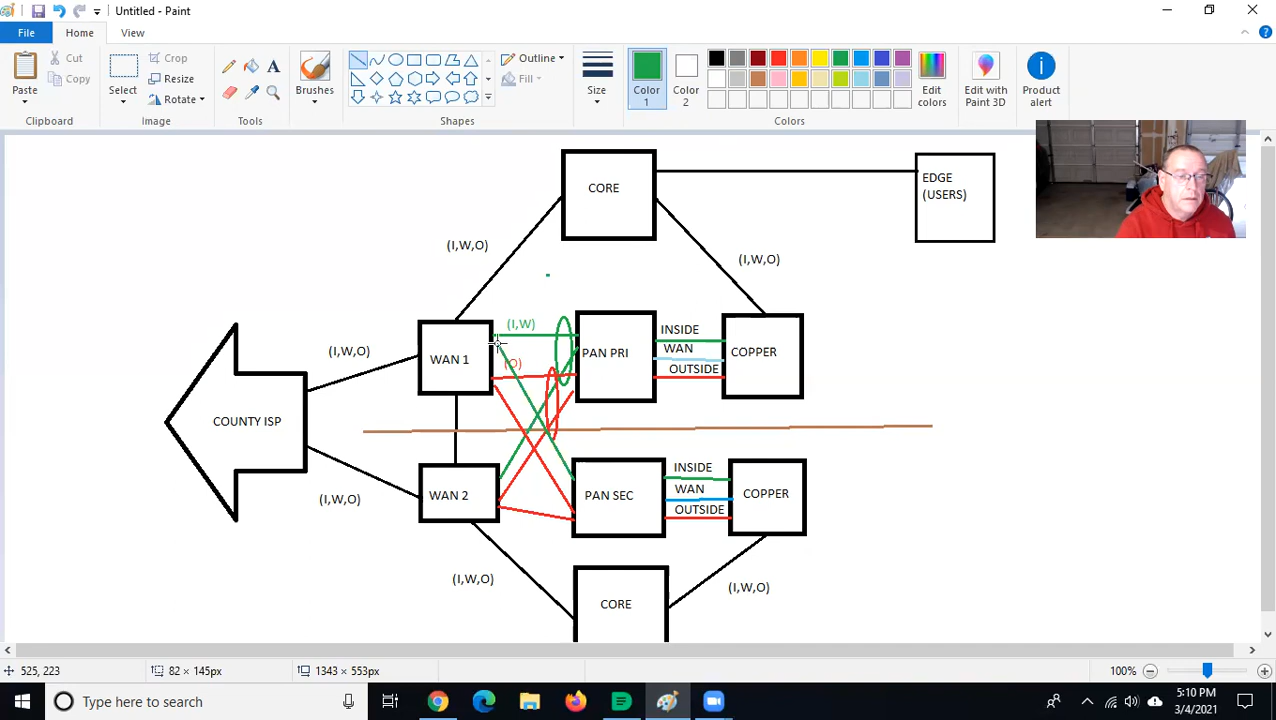 Untitled - Paint
File
Home
View
Paste
Cut
Copy
Clipboard
Select
Crop
Resize
Rotate
Image
A
Tools
Brushes
Outline
Fill
Shapes
Size
Color 1
Color 2
Edit colors
Colors
Edit with Paint 3D
Product alert
CORE
EDGE
(USERS)
(I,W,O)
(I,W,O)
(I,W)
INSIDE
WAN 1
PAN PRI
WAN
COPPER
(I,W,O)
(O)
OUTSIDE
COUNTY ISP
INSIDE
WAN 2
PAN SEC
WAN
COPPER
(I,W,O)
OUTSIDE
(I,W,O)
(I,W,O)
CORE
525, 223
82 × 145px
1343 × 553px
100%
Type here to search
5:10 PM
3/4/2021